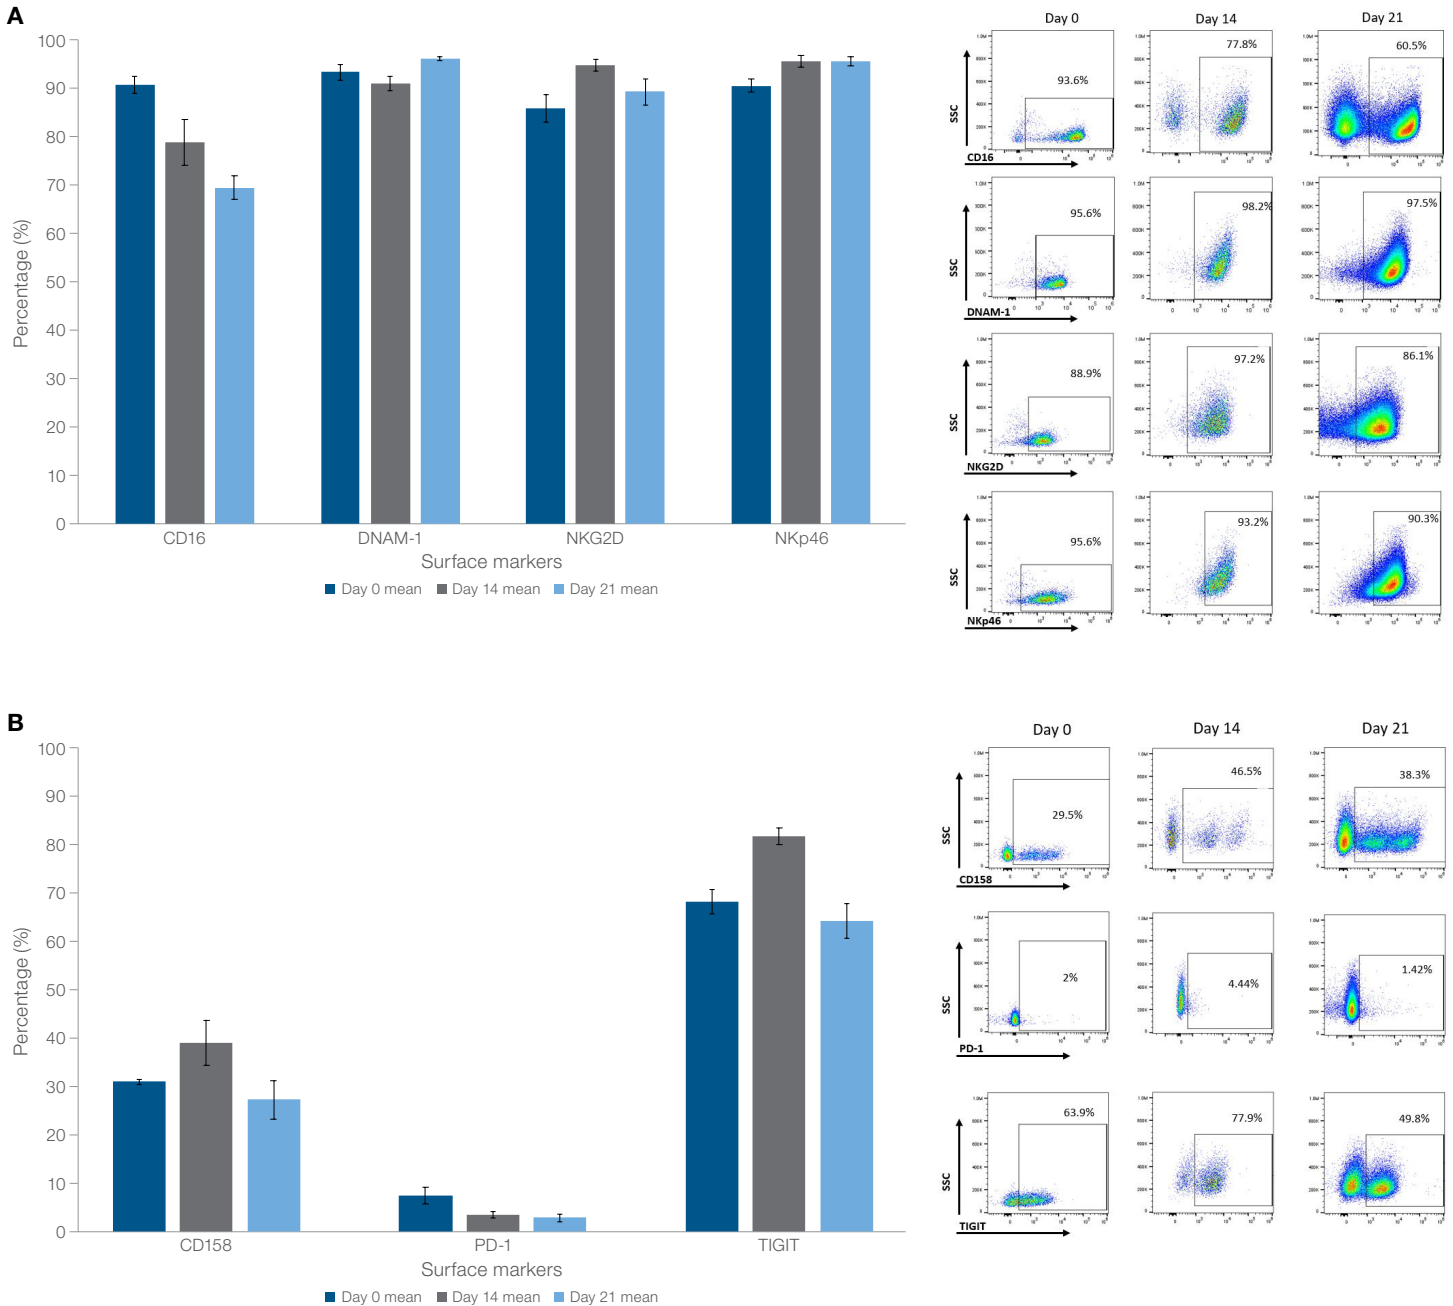 A
100
90
80
70
60
50
40
30
20
10
0
Percentage (%)
CD16 DNAM-1 NKG2D NKp46
Surface markers
Day 0 mean Day 14 mean Day 21 mean
Day 0 Day 14 Day 21
93.6% 77.8% 60.5%
SSC
CD16
95.6% 98.2% 97.5%
SSC
DNAM-1
88.9% 97.2% 86.1%
SSC
NKG2D
95.6% 93.2% 90.3%
SSC
NKp46
B
100
90
80
70
60
50
40
30
20
10
0
Percentage (%)
CD158 PD-1 TIGIT
Surface markers
Day 0 mean Day 14 mean Day 21 mean
Day 0 Day 14 Day 21
29.5% 46.5% 38.3%
SSC
CD158
2% 4.44% 1.42%
SSC
PD-1
63.9% 77.9% 49.8%
SSC
TIGIT